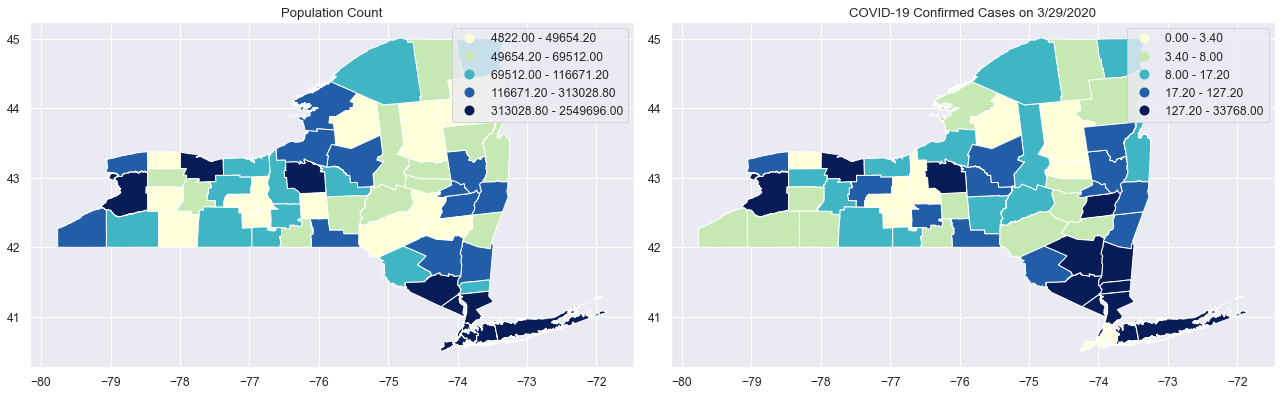 Population Count
4822.00 - 49654.20
49654.20 - 69512.00
69512.00 - 116671.20
116671.20 - 313028.80
313028.80 - 2549696.00
45
44
43
42
41
−80
−79
−78
−77
−76
−75
−74
−73
−72
COVID-19 Confirmed Cases on 3/29/2020
0.00 - 3.40
3.40 - 8.00
8.00 - 17.20
17.20 - 127.20
127.20 - 33768.00
45
44
43
42
41
−80
−79
−78
−77
−76
−75
−74
−73
−72